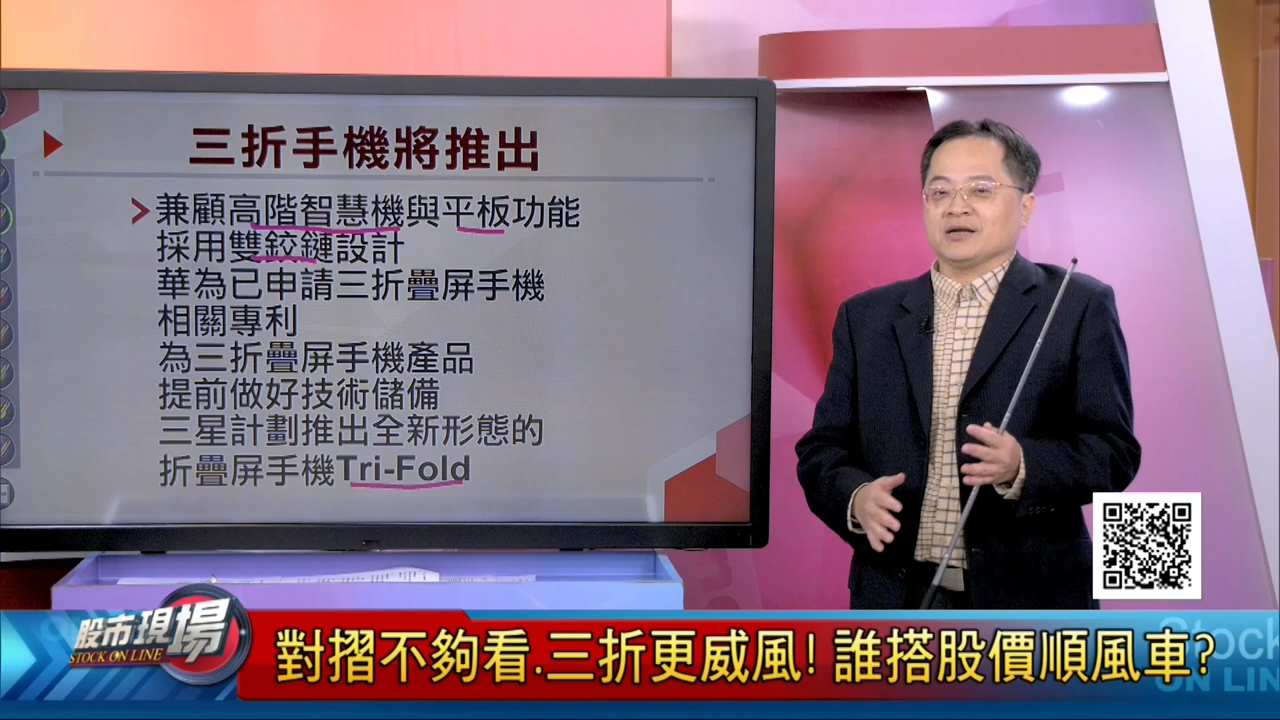 三折手機將推出
兼顧高階智慧機與平板功能
採用雙鉸鏈設計
華為已申請三折疊屏手機
相關專利
為三折疊屏手機產品
提前做好技術儲備
三星計劃推出全新形態的
折疊屏手機Tri-Fold
股市現場
STOCK ON LINE
對摺不夠看.三折更威風!誰搭股價順風車?
Stock
ON LIN